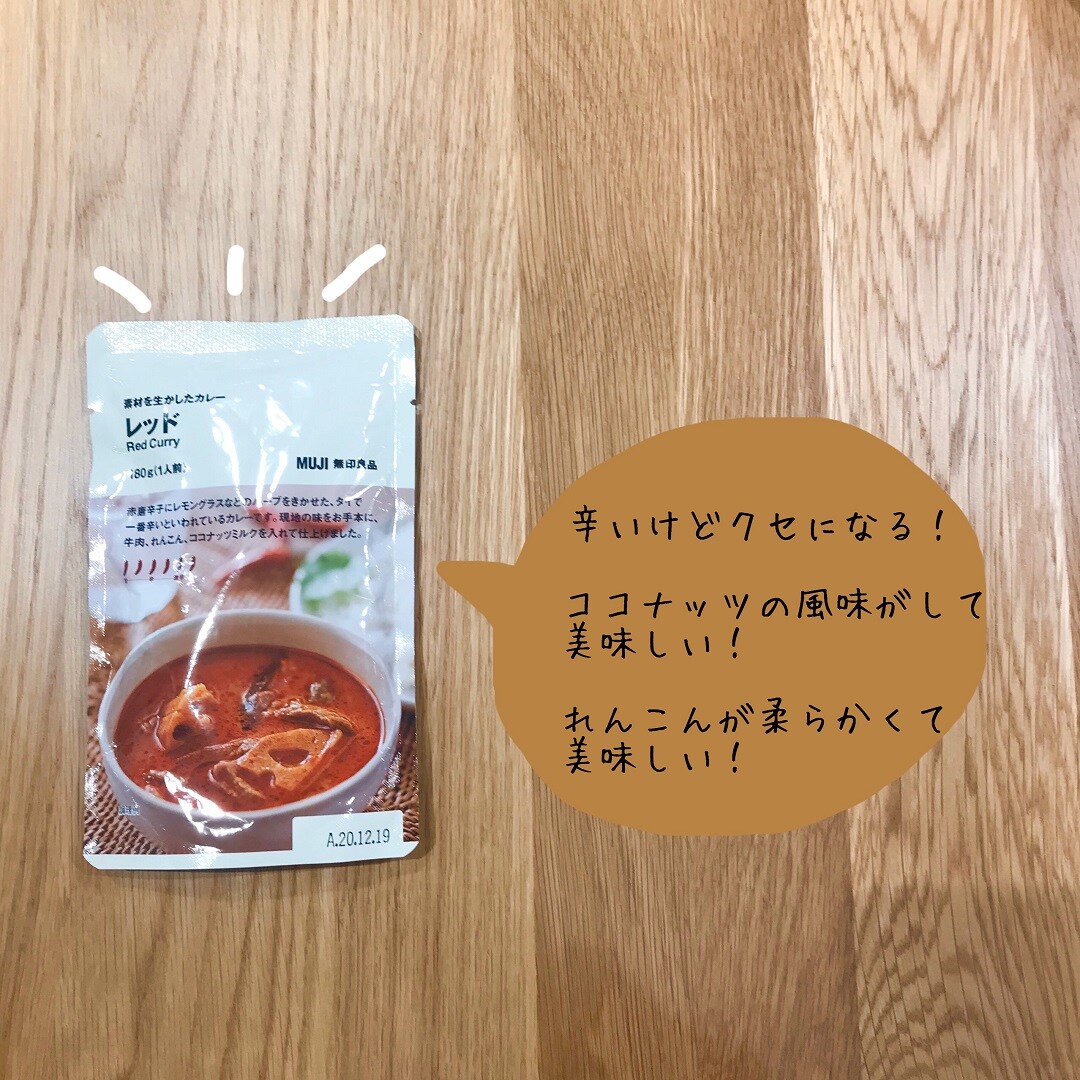 素材を生かしたカレー
レッド
Red Curry
180g(1人前)
MUJI 無印良品
赤唐辛子にレモングラスなどのハーブをきかせた、タイで
一番辛いといわれているカレーです。現地の味をお手本に、
牛肉、れんこん、ココナッツミルクを入れて仕上げました。
A.20.12.19
辛いけどクセになる!
ココナッツの風味がして
美味しい!
れんこんが柔らかくて
美味しい!